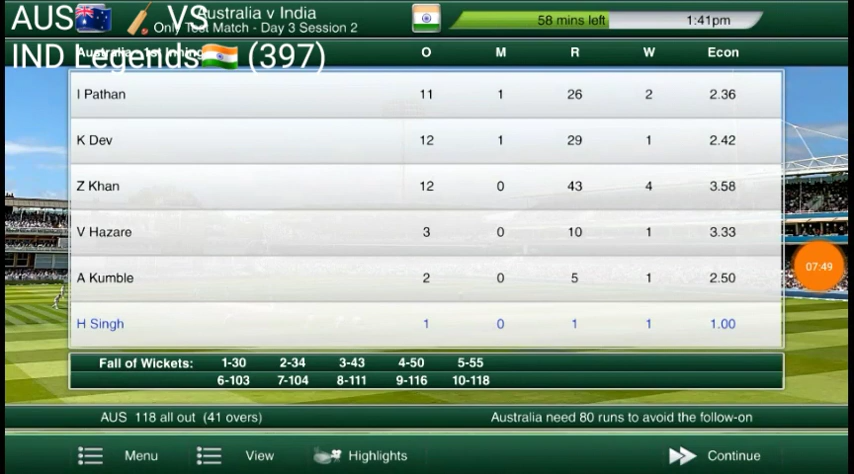 AUS🇦🇺 🏏 VS
IND Legends🇮🇳 (397)
Australia v India
Only Test Match - Day 3 Session 2
58 mins left 1:41pm
Australia - 1st Innings O M R W Econ
I Pathan 11 1 26 2 2.36
K Dev 12 1 29 1 2.42
Z Khan 12 0 43 4 3.58
V Hazare 3 0 10 1 3.33
A Kumble 2 0 5 1 2.50
H Singh 1 0 1 1 1.00
07:49
Fall of Wickets: 1-30 2-34 3-43 4-50 5-55
6-103 7-104 8-111 9-116 10-118
AUS 118 all out (41 overs) Australia need 80 runs to avoid the follow-on
Menu View Highlights Continue